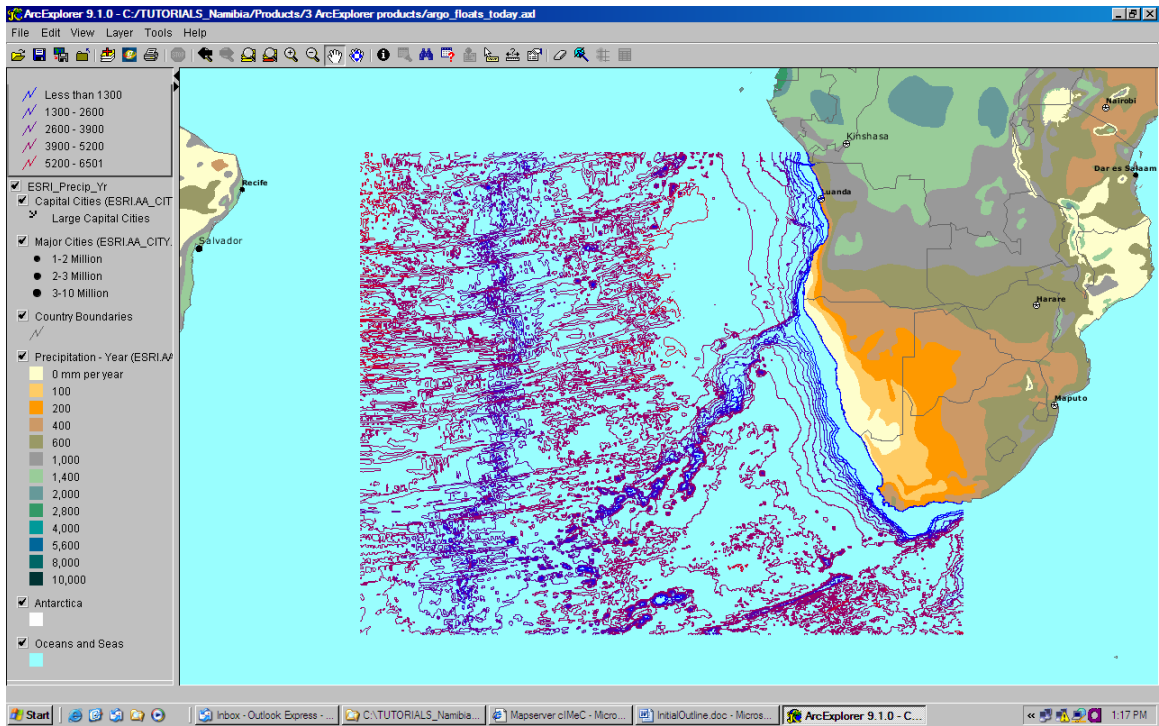 ArcExplorer 9.1.0 - C:/TUTORIALS_Namibia/Products/3 ArcExplorer products/argo_floats_today.axl
File Edit View Layer Tools Help
Less than 1300
1300 - 2600
2600 - 3900
3900 - 5200
5200 - 6501
ESRI_Precip_Yr
Capital Cities (ESRI.AA_CIT
Large Capital Cities
Major Cities (ESRI.AA_CITY.
1-2 Million
2-3 Million
3-10 Million
Country Boundaries
Precipitation - Year (ESRI.AA
0 mm per year
100
200
400
600
1,000
1,400
2,000
2,800
4,000
5,600
8,000
10,000
Antarctica
Oceans and Seas
Recife
Salvador
Kinshasa
Luanda
Nairobi
Dar es Salaam
Harare
Maputo
Start
Inbox - Outlook Express - ...
C:\TUTORIALS_Namibia...
Mapserver cIMeC - Micro...
InitialOutline.doc - Micros...
ArcExplorer 9.1.0 - C...
1:17 PM